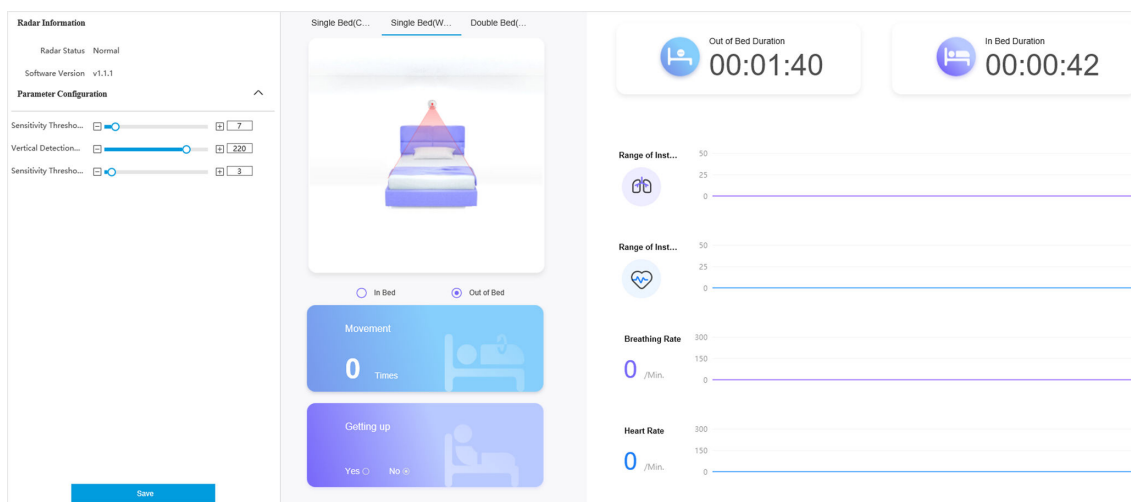 Radar Information
Radar Status Normal
Software Version v1.1.1
Parameter Configuration
Sensitivity Thresho... 7
Vertical Detection... 220
Sensitivity Thresho... 3
Save
Single Bed(C... Single Bed(W... Double Bed(...
In Bed Out of Bed
Movement
0 Times
Getting up
Yes No
Out of Bed Duration
00:01:40
In Bed Duration
00:00:42
Range of Inst...
50
25
0
Range of Inst...
50
25
0
Breathing Rate
0 /Min.
300
150
0
Heart Rate
0 /Min.
300
150
0